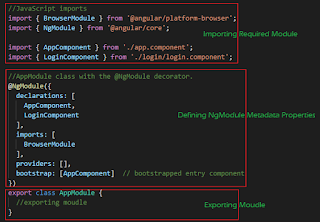 //JavaScript imports
import { BrowserModule } from '@angular/platform-browser';
import { NgModule } from '@angular/core';
Importing Required Module
import { AppComponent } from './app.component';
import { LoginComponent } from './login/login.component';
//AppModule class with the @NgModule decorator.
@NgModule({
declarations: [
AppComponent,
LoginComponent
],
Defining NgModule Metadata Properties
imports: [
BrowserModule
],
providers: [],
bootstrap: [AppComponent] // bootstrapped entry component
})
export class AppModule {
//exporting moudle
Exporting Moudle
}